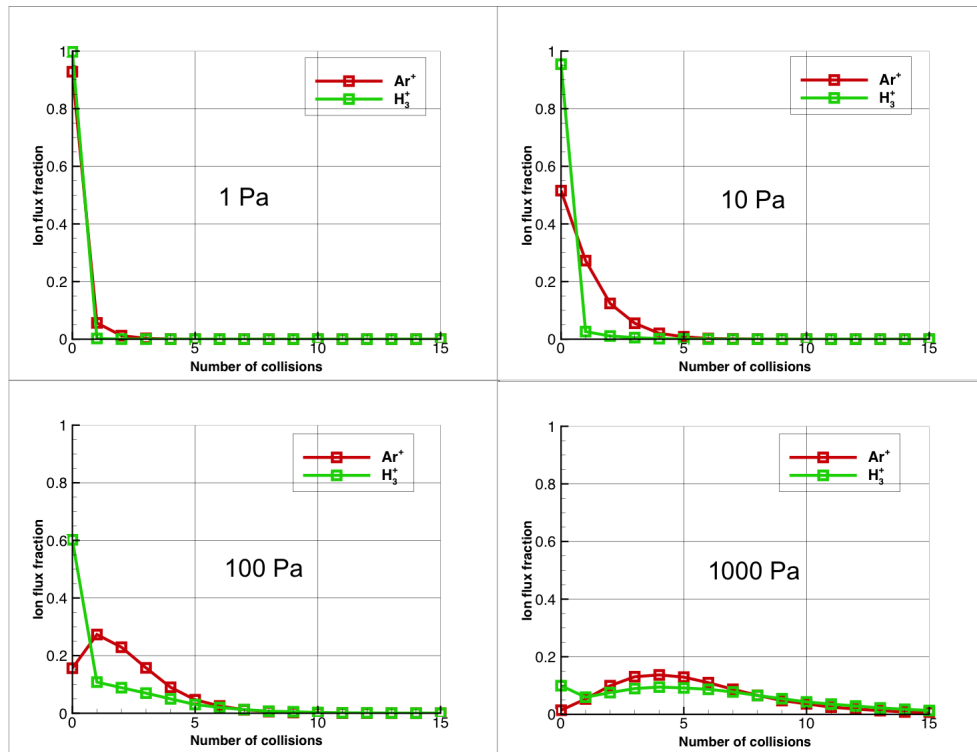 1
0.8
0.6
0.4
0.2
0
Ion flux fraction
Ar+
H3+
1 Pa
0 5 10 15
Number of collisions
1
0.8
0.6
0.4
0.2
0
Ion flux fraction
Ar+
H3+
10 Pa
0 5 10 15
Number of collisions
1
0.8
0.6
0.4
0.2
0
Ion flux fraction
Ar+
H3+
100 Pa
0 5 10 15
Number of collisions
1
0.8
0.6
0.4
0.2
0
Ion flux fraction
Ar+
H3+
1000 Pa
0 5 10 15
Number of collisions